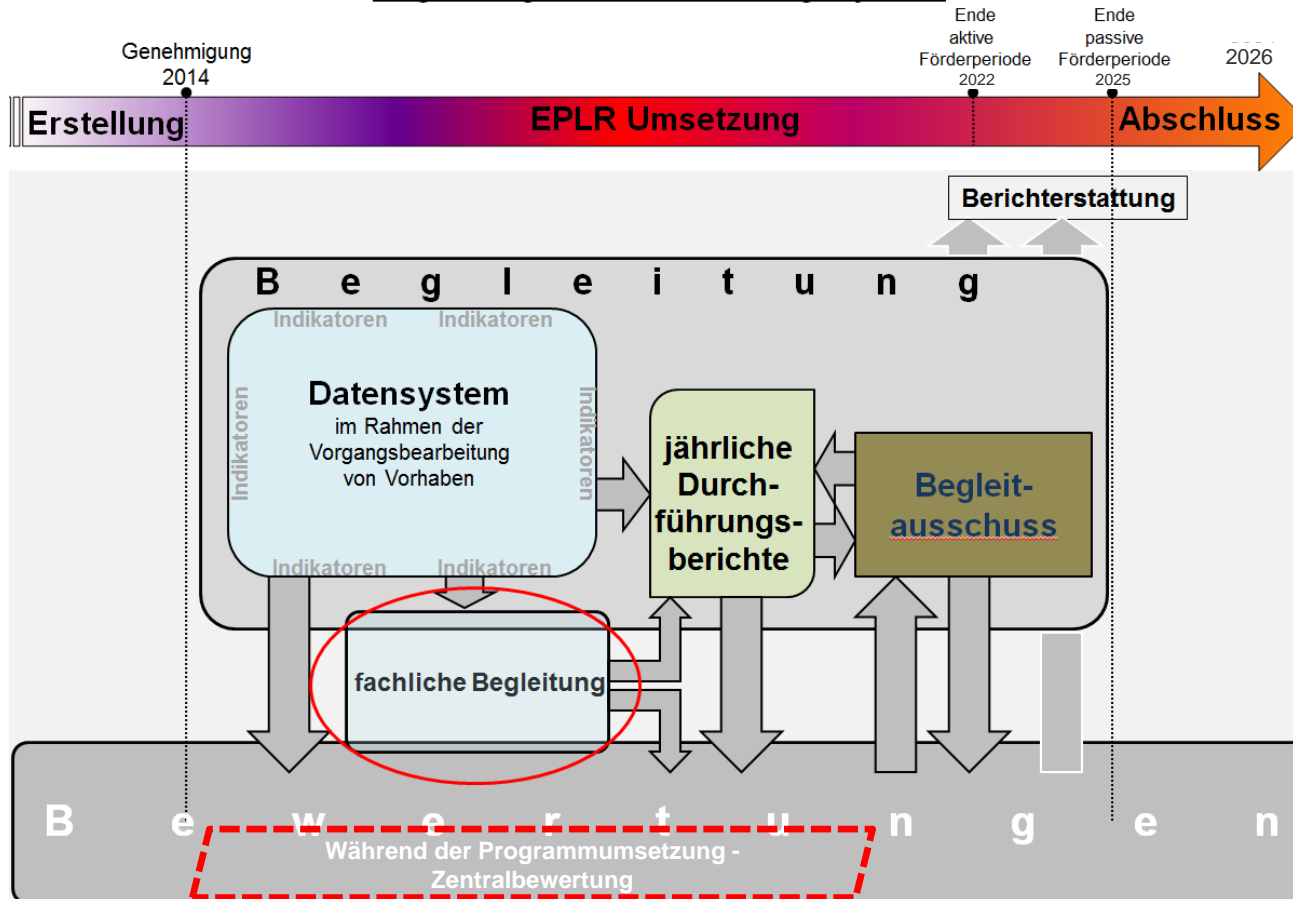 Genehmigung
2014
Ende
aktive
Förderperiode
2022
Ende
passive
Förderperiode
2025
2026
Erstellung
EPLR Umsetzung
Abschluss
Berichterstattung
B e g l e i t u n g
Indikatoren Indikatoren
Indikatoren
Datensystem
im Rahmen der
Vorgangsbearbeitung
von Vorhaben
Indikatoren
Indikatoren Indikatoren
jährliche
Durch-
führungs-
berichte
Begleit-
ausschuss
fachliche Begleitung
B e w e r t u n g e n
Während der Programmumsetzung -
Zentralbewertung